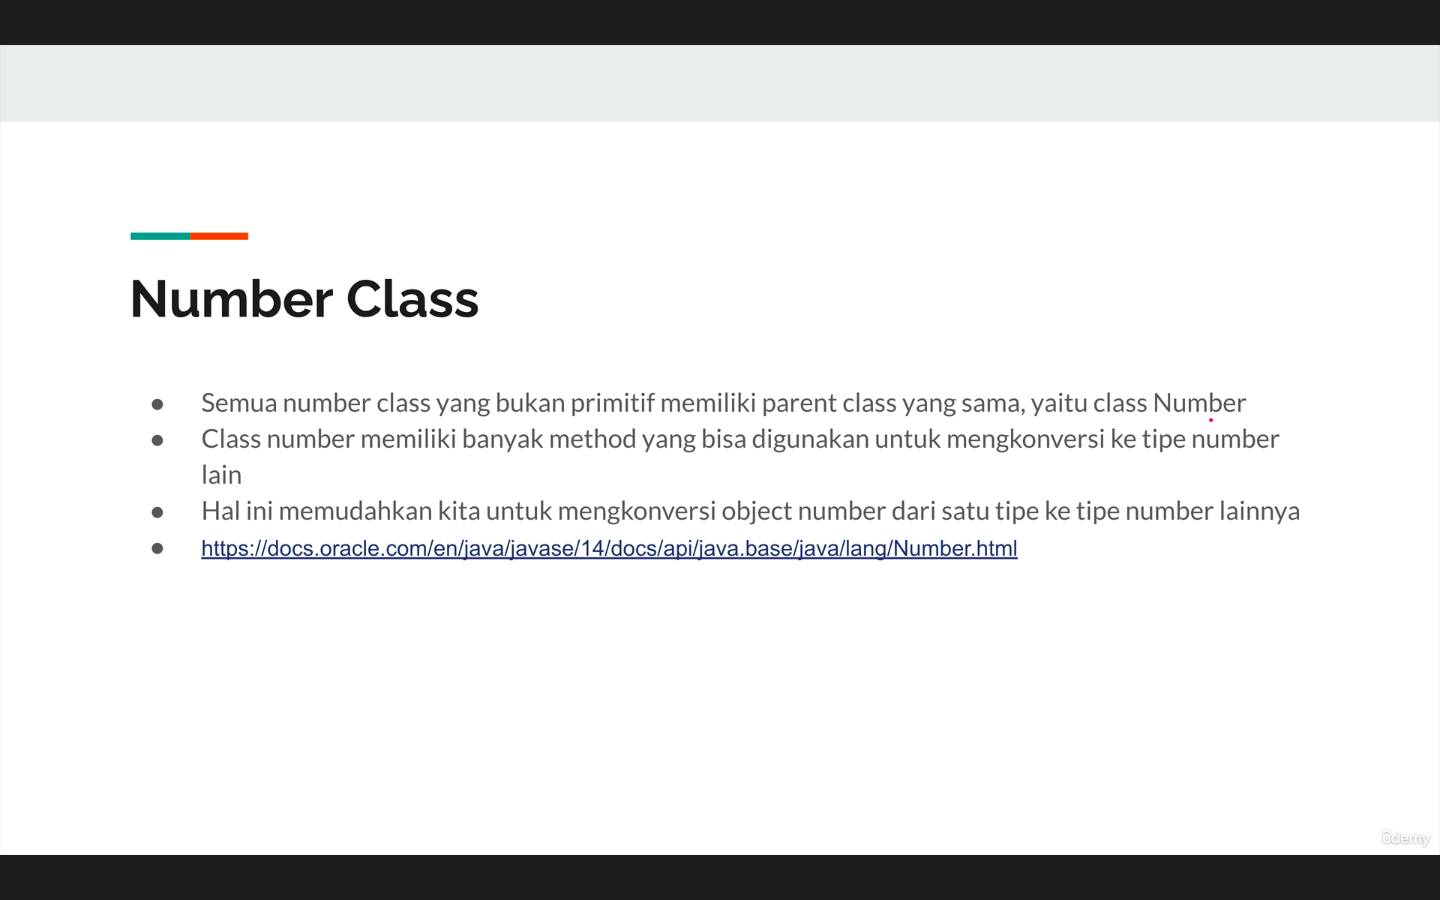 Number Class
● Semua number class yang bukan primitif memiliki parent class yang sama, yaitu class Number
● Class number memiliki banyak method yang bisa digunakan untuk mengkonversi ke tipe number
lain
● Hal ini memudahkan kita untuk mengkonversi object number dari satu tipe ke tipe number lainnya
● https://docs.oracle.com/en/java/javase/14/docs/api/java.base/java/lang/Number.html
ûdemy